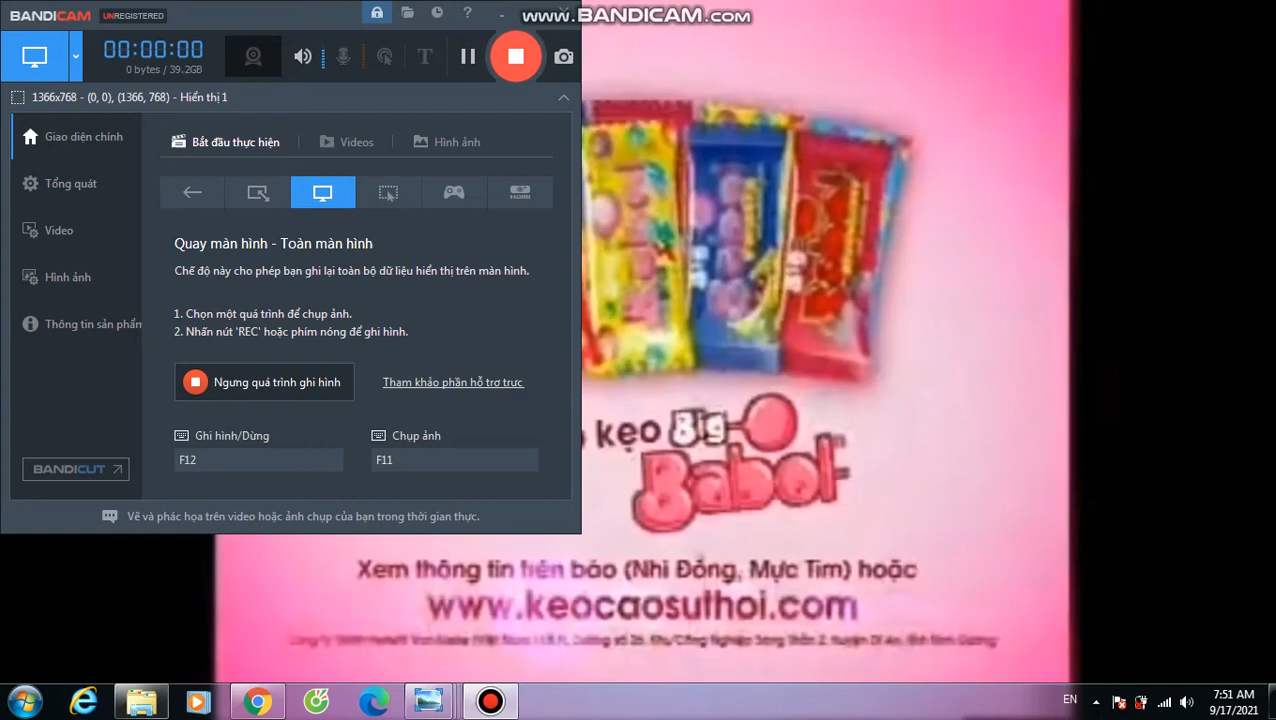 BANDICAM UNREGISTERED
www.BANDICAM.com
00:00:00
0 bytes / 39.2GB
1366x768 - (0, 0), (1366, 768) - Hiển thị 1
Giao diện chính
Tổng quát
Video
Hình ảnh
Thông tin sản phẩm
BANDICUT
Bắt đầu thực hiện
Videos
Hình ảnh
HDMI
Quay màn hình - Toàn màn hình
Chế độ này cho phép bạn ghi lại toàn bộ dữ liệu hiển thị trên màn hình.
1. Chọn một quá trình để chụp ảnh.
2. Nhấn nút 'REC' hoặc phím nóng để ghi hình.
Ngưng quá trình ghi hình
Tham khảo phần hỗ trợ trực
Ghi hình/Dừng
Chụp ảnh
F12
F11
Vẽ và phác họa trên video hoặc ảnh chụp của bạn trong thời gian thực.
kẹo Big
Babol
Xem thông tin trên báo (Nhi Đồng, Mực Tím) hoặc
www.keocaosuthoi.com
EN
7:51 AM
9/17/2021